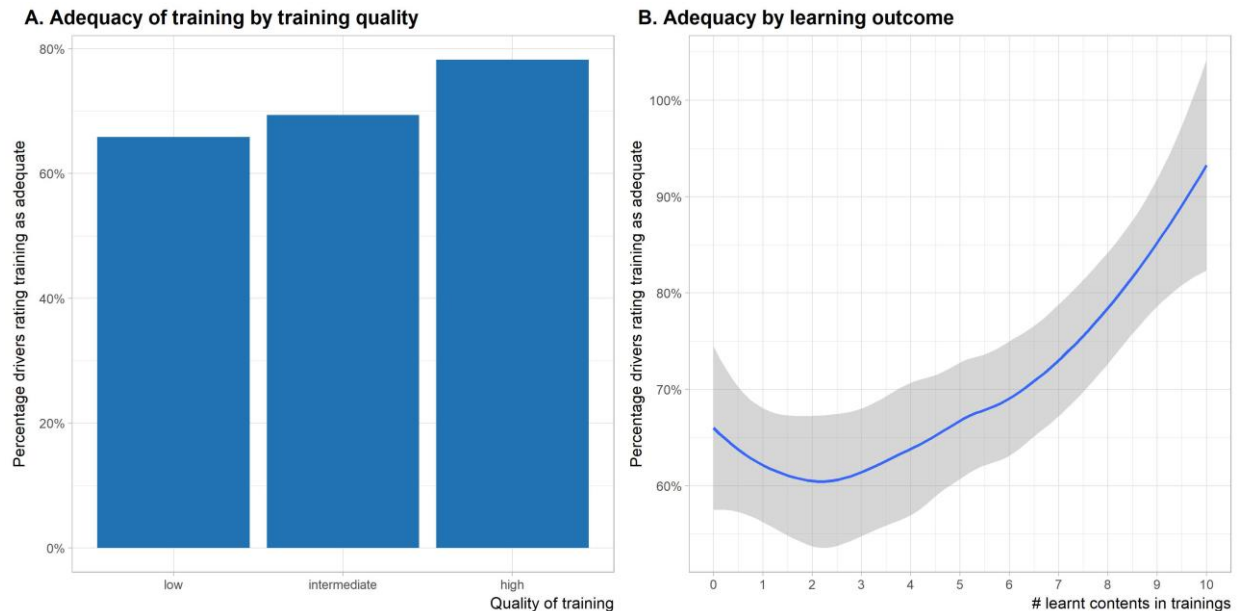 A. Adequacy of training by training quality
Percentage drivers rating training as adequate
80%
60%
40%
20%
0%
low intermediate high
Quality of training
B. Adequacy by learning outcome
Percentage drivers rating training as adequate
100%
90%
80%
70%
60%
0 1 2 3 4 5 6 7 8 9 10
# learnt contents in trainings